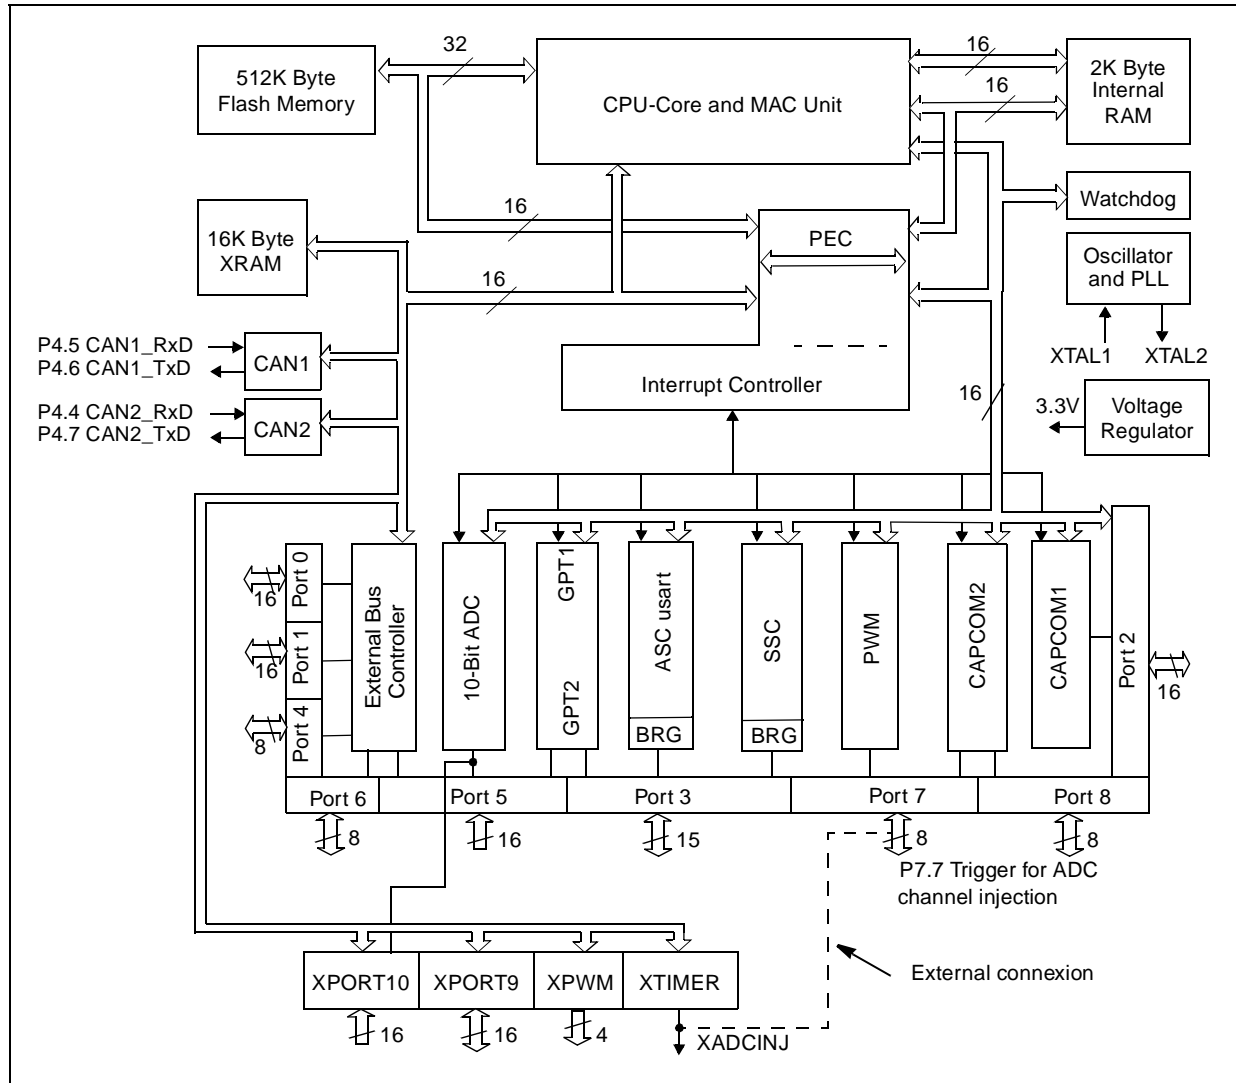 32
16
512K Byte
Flash Memory
CPU-Core and MAC Unit
2K Byte
Internal
RAM
16
16
16K Byte
XRAM
16
PEC
Watchdog
Oscillator
and PLL
16
XTAL1
XTAL2
P4.5 CAN1_RxD
P4.6 CAN1_TxD
CAN1
Interrupt Controller
16
3.3V
Voltage
Regulator
P4.4 CAN2_RxD
P4.7 CAN2_TxD
CAN2
Port 0
16
Port 1
16
Port 4
8
External Bus
Controller
10-Bit ADC
GPT1
GPT2
ASC usart
BRG
SSC
BRG
PWM
CAPCOM2
CAPCOM1
Port 2
16
Port 6
Port 5
Port 3
Port 7
Port 8
8
16
15
8
8
P7.7 Trigger for ADC
channel injection
External connexion
XPORT10
XPORT9
XPWM
XTIMER
16
16
4
XADCINJ